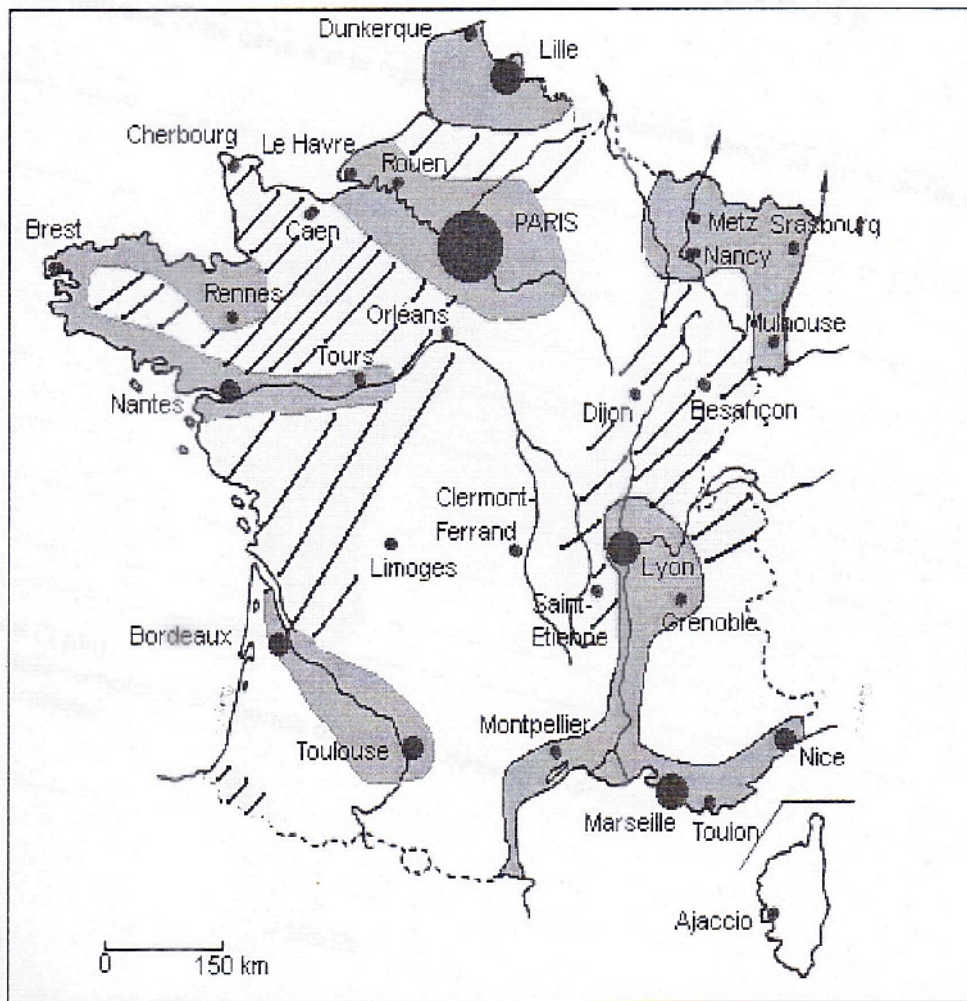 Dunkerque
Lille
Cherbourg
Le Havre
Rouen
PARIS
Metz
Srasbourg
Nancy
Caen
Brest
Rennes
Orléans
Mulhouse
Tours
Nantes
Dijon
Besançon
Clermont-
Ferrand
Limoges
Lyon
Saint-
Etienne
Grenoble
Bordeaux
Montpellier
Toulouse
Nice
Marseille
Toulon
Ajaccio
0 150 km